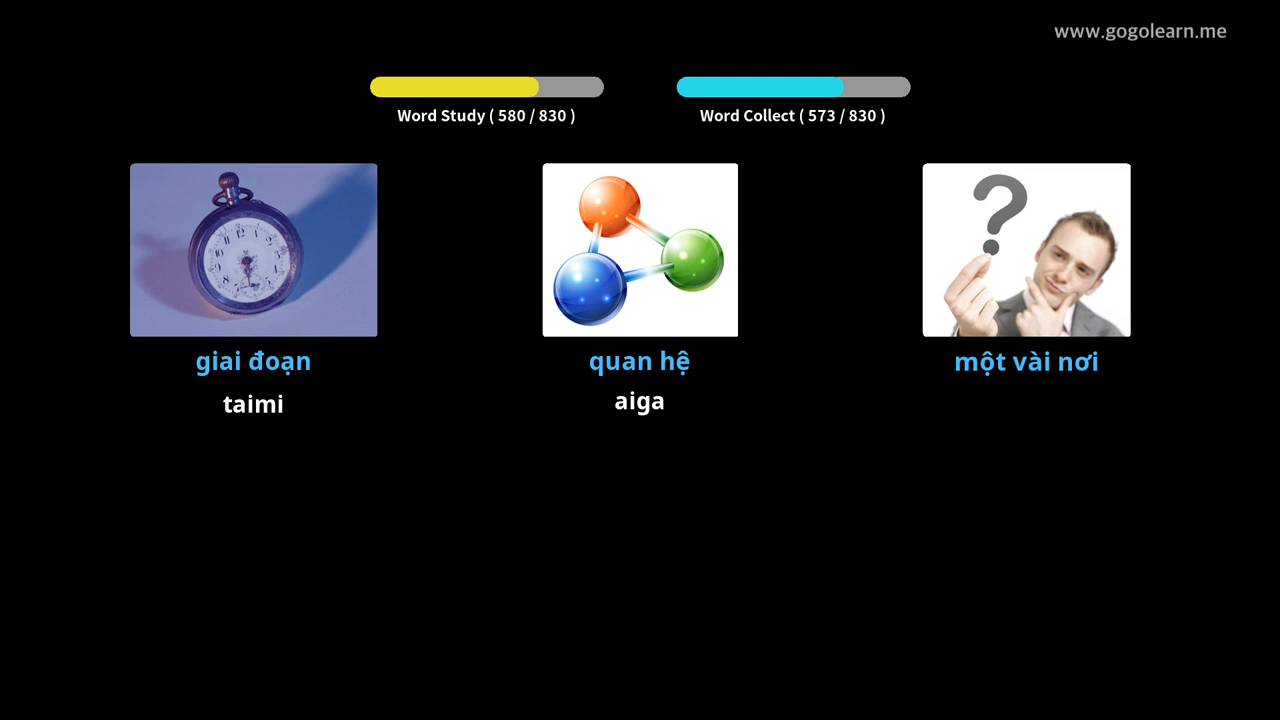 www.gogolearn.me
Word Study ( 580 / 830 )
Word Collect ( 573 / 830 )
giai đoạn
taimi
quan hệ
aiga
một vài nơi